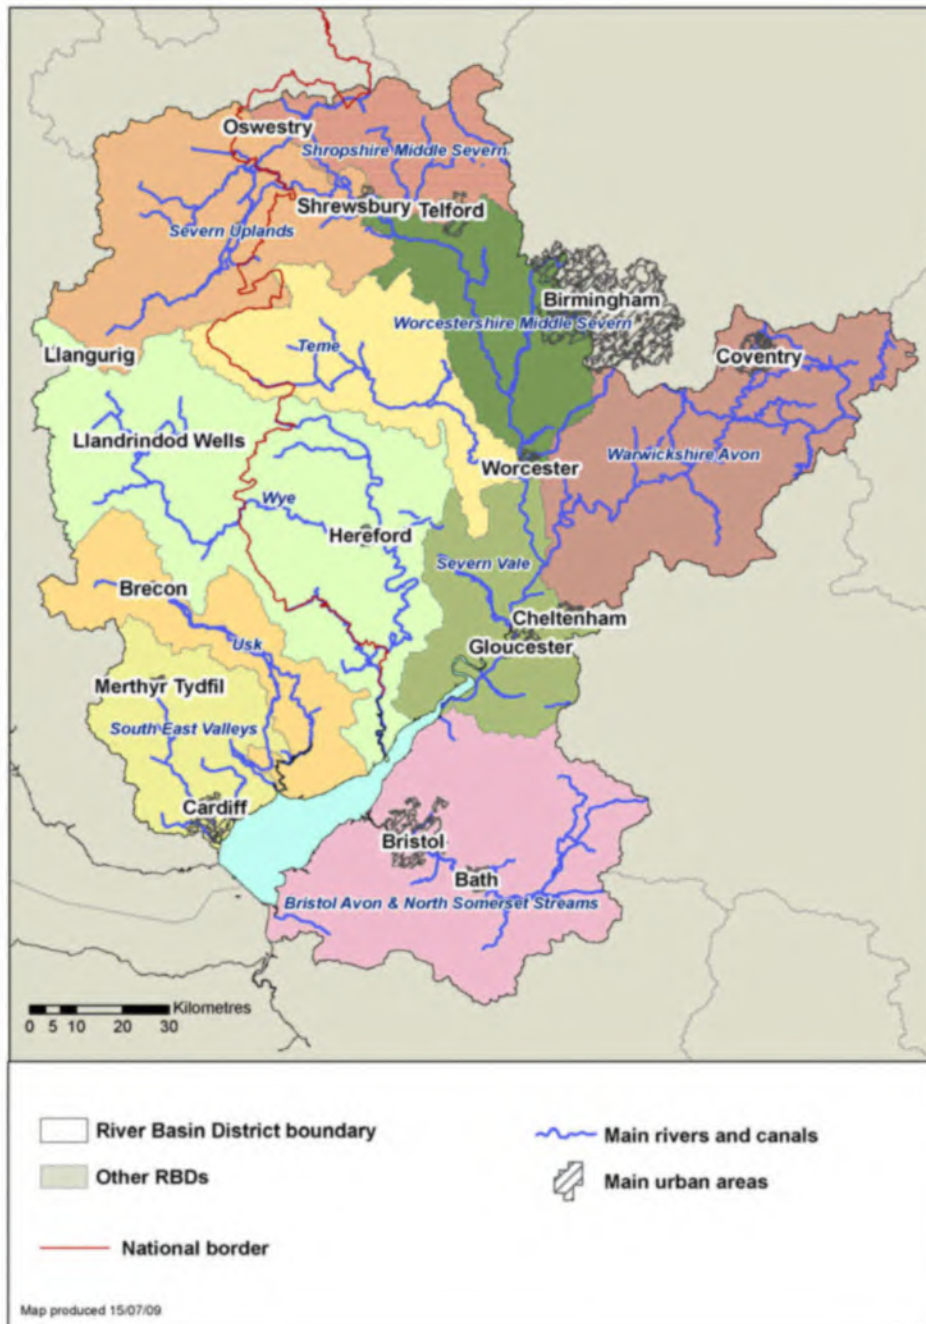 Oswestry
Shropshire Middle Severn
Shrewsbury
Telford
Severn Uplands
Birmingham
Worcestershire Middle Severn
Teme
Llangurig
Coventry
Llandrindod Wells
Worcester
Warwickshire Avon
Wye
Hereford
Severn Vale
Brecon
Cheltenham
Usk
Gloucester
Merthyr Tydfil
South East Valleys
Cardiff
Bristol
Bath
Bristol Avon & North Somerset Streams
Kilometres
0 5 10 20 30
River Basin District boundary
Main rivers and canals
Other RBDs
Main urban areas
National border
Map produced 15/07/09